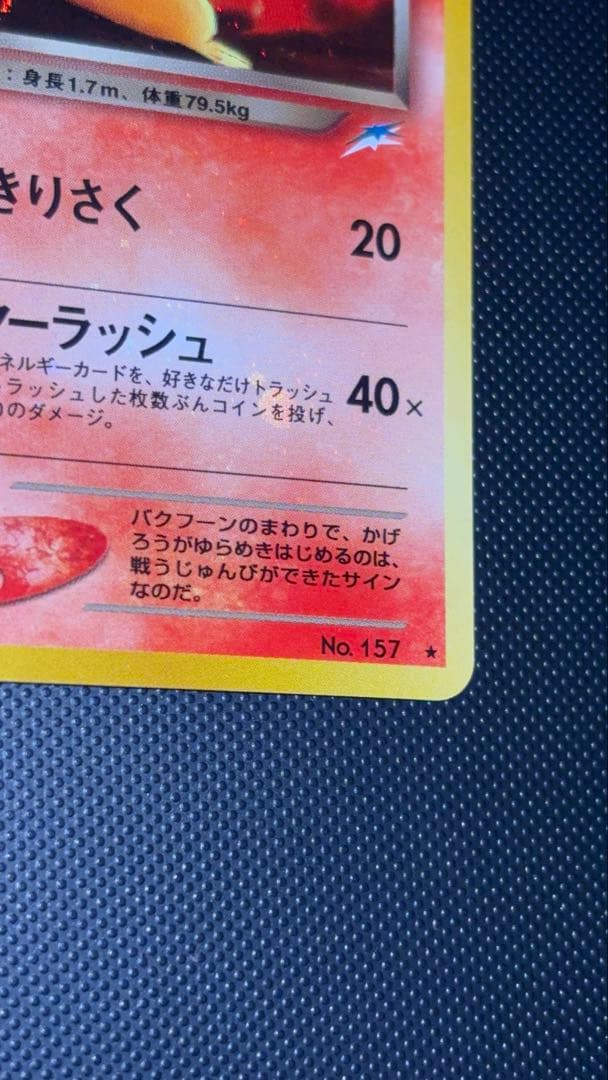 ：身長1.7m、体重79.5kg
きりさく
20
ーラッシュ
ネルギーカードを、好きなだけトラッシュ
ラッシュした枚数ぶんコインを投げ、
のダメージ。
40×
バクフーンのまわりで、かげ
ろうがゆらめきはじめるのは、
戦うじゅんびができたサイン
なのだ。
No. 157 ★